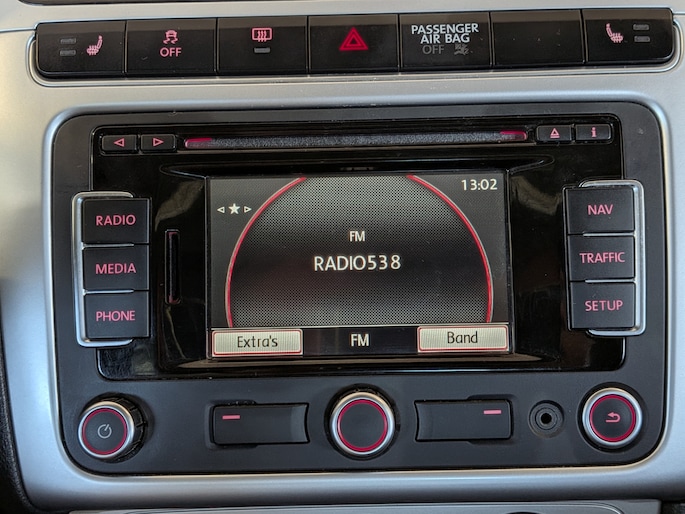 OFF
PASSENGER
AIR BAG
OFF
i
13:02
RADIO
MEDIA
PHONE
FM
RADIO538
NAV
TRAFFIC
SETUP
Extra's
FM
Band